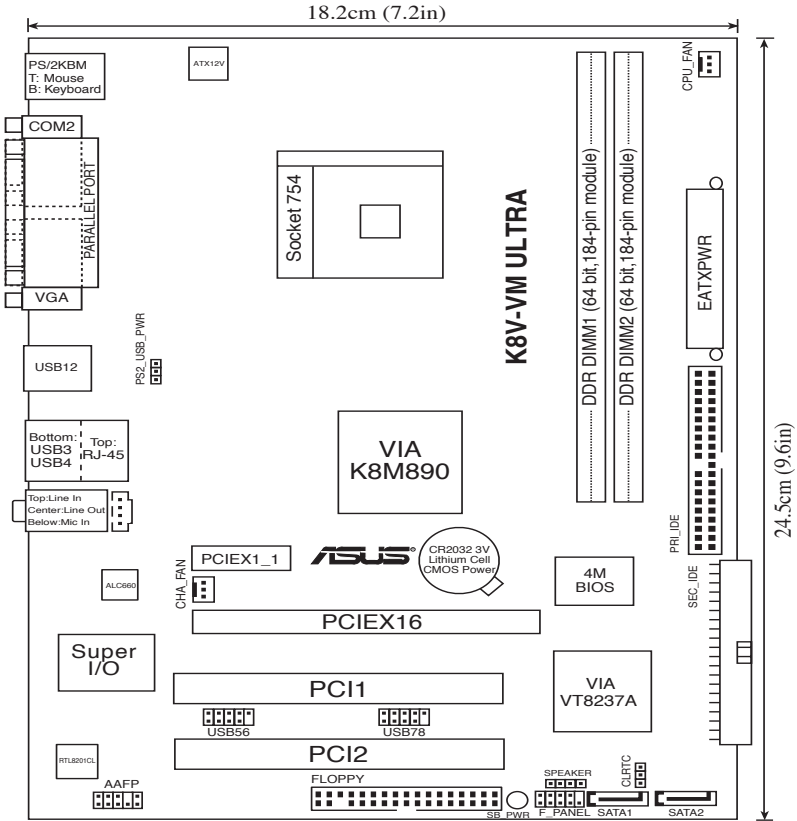 18.2cm (7.2in)
PS/2KBM
T: Mouse
B: Keyboard
ATX12V
CPU_FAN
COM2
PARALLEL PORT
VGA
Socket 754
K8V-VM ULTRA
DDR DIMM1 (64 bit,184-pin module)
DDR DIMM2 (64 bit,184-pin module)
EATXPWR
24.5cm (9.6in)
USB12
PS2_USB_PWR
Bottom:
USB3
USB4
Top:
RJ-45
VIA
K8M890
Top:Line In
Center:Line Out
Below:Mic In
PRI_IDE
PCIEX1_1
ASUS®
CR2032 3V
Lithium Cell
CMOS Power
CHA_FAN
ALC660
4M
BIOS
SEC_IDE
PCIEX16
Super
I/O
PCI1
VIA
VT8237A
USB56
USB78
RTL8201CL
PCI2
AAFP
FLOPPY
SPEAKER
CLRTC
SB_PWR
F_PANEL
SATA1
SATA2